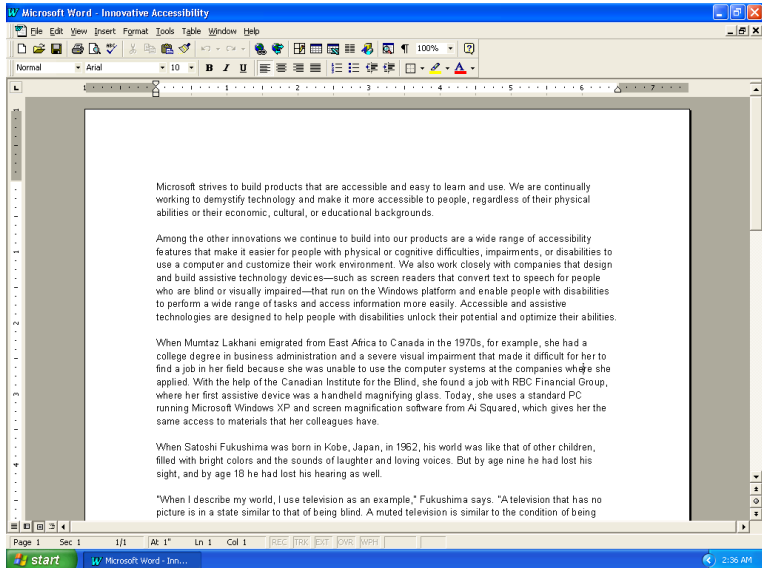 Microsoft Word - Innovative Accessibility
File Edit View Insert Format Tools Table Window Help
100%
Normal Arial 10 B I U
1 1 2 3 4 5 6 7
Microsoft strives to build products that are accessible and easy to learn and use. We are continually
working to demystify technology and make it more accessible to people, regardless of their physical
abilities or their economic, cultural, or educational backgrounds.
Among the other innovations we continue to build into our products are a wide range of accessibility
features that make it easier for people with physical or cognitive difficulties, impairments, or disabilities to
use a computer and customize their work environment. We also work closely with companies that design
and build assistive technology devices—such as screen readers that convert text to speech for people
who are blind or visually impaired—that run on the Windows platform and enable people with disabilities
to perform a wide range of tasks and access information more easily. Accessible and assistive
technologies are designed to help people with disabilities unlock their potential and optimize their abilities.
When Mumtaz Lakhani emigrated from East Africa to Canada in the 1970s, for example, she had a
college degree in business administration and a severe visual impairment that made it difficult for her to
find a job in her field because she was unable to use the computer systems at the companies where she
applied. With the help of the Canadian Institute for the Blind, she found a job with RBC Financial Group,
where her first assistive device was a handheld magnifying glass. Today, she uses a standard PC
running Microsoft Windows XP and screen magnification software from Ai Squared, which gives her the
same access to materials that her colleagues have.
When Satoshi Fukushima was born in Kobe, Japan, in 1962, his world was like that of other children,
filled with bright colors and the sounds of laughter and loving voices. But by age nine he had lost his
sight, and by age 18 he had lost his hearing as well.
"When I describe my world, I use television as an example," Fukushima says. "A television that has no
picture is in a state similar to that of being blind. A muted television is similar to the condition of being
Page 1 Sec 1 1/1 At 1" Ln 1 Col 1 REC TRK EXT OVR WPH
start Microsoft Word - Inn... 2:36 AM